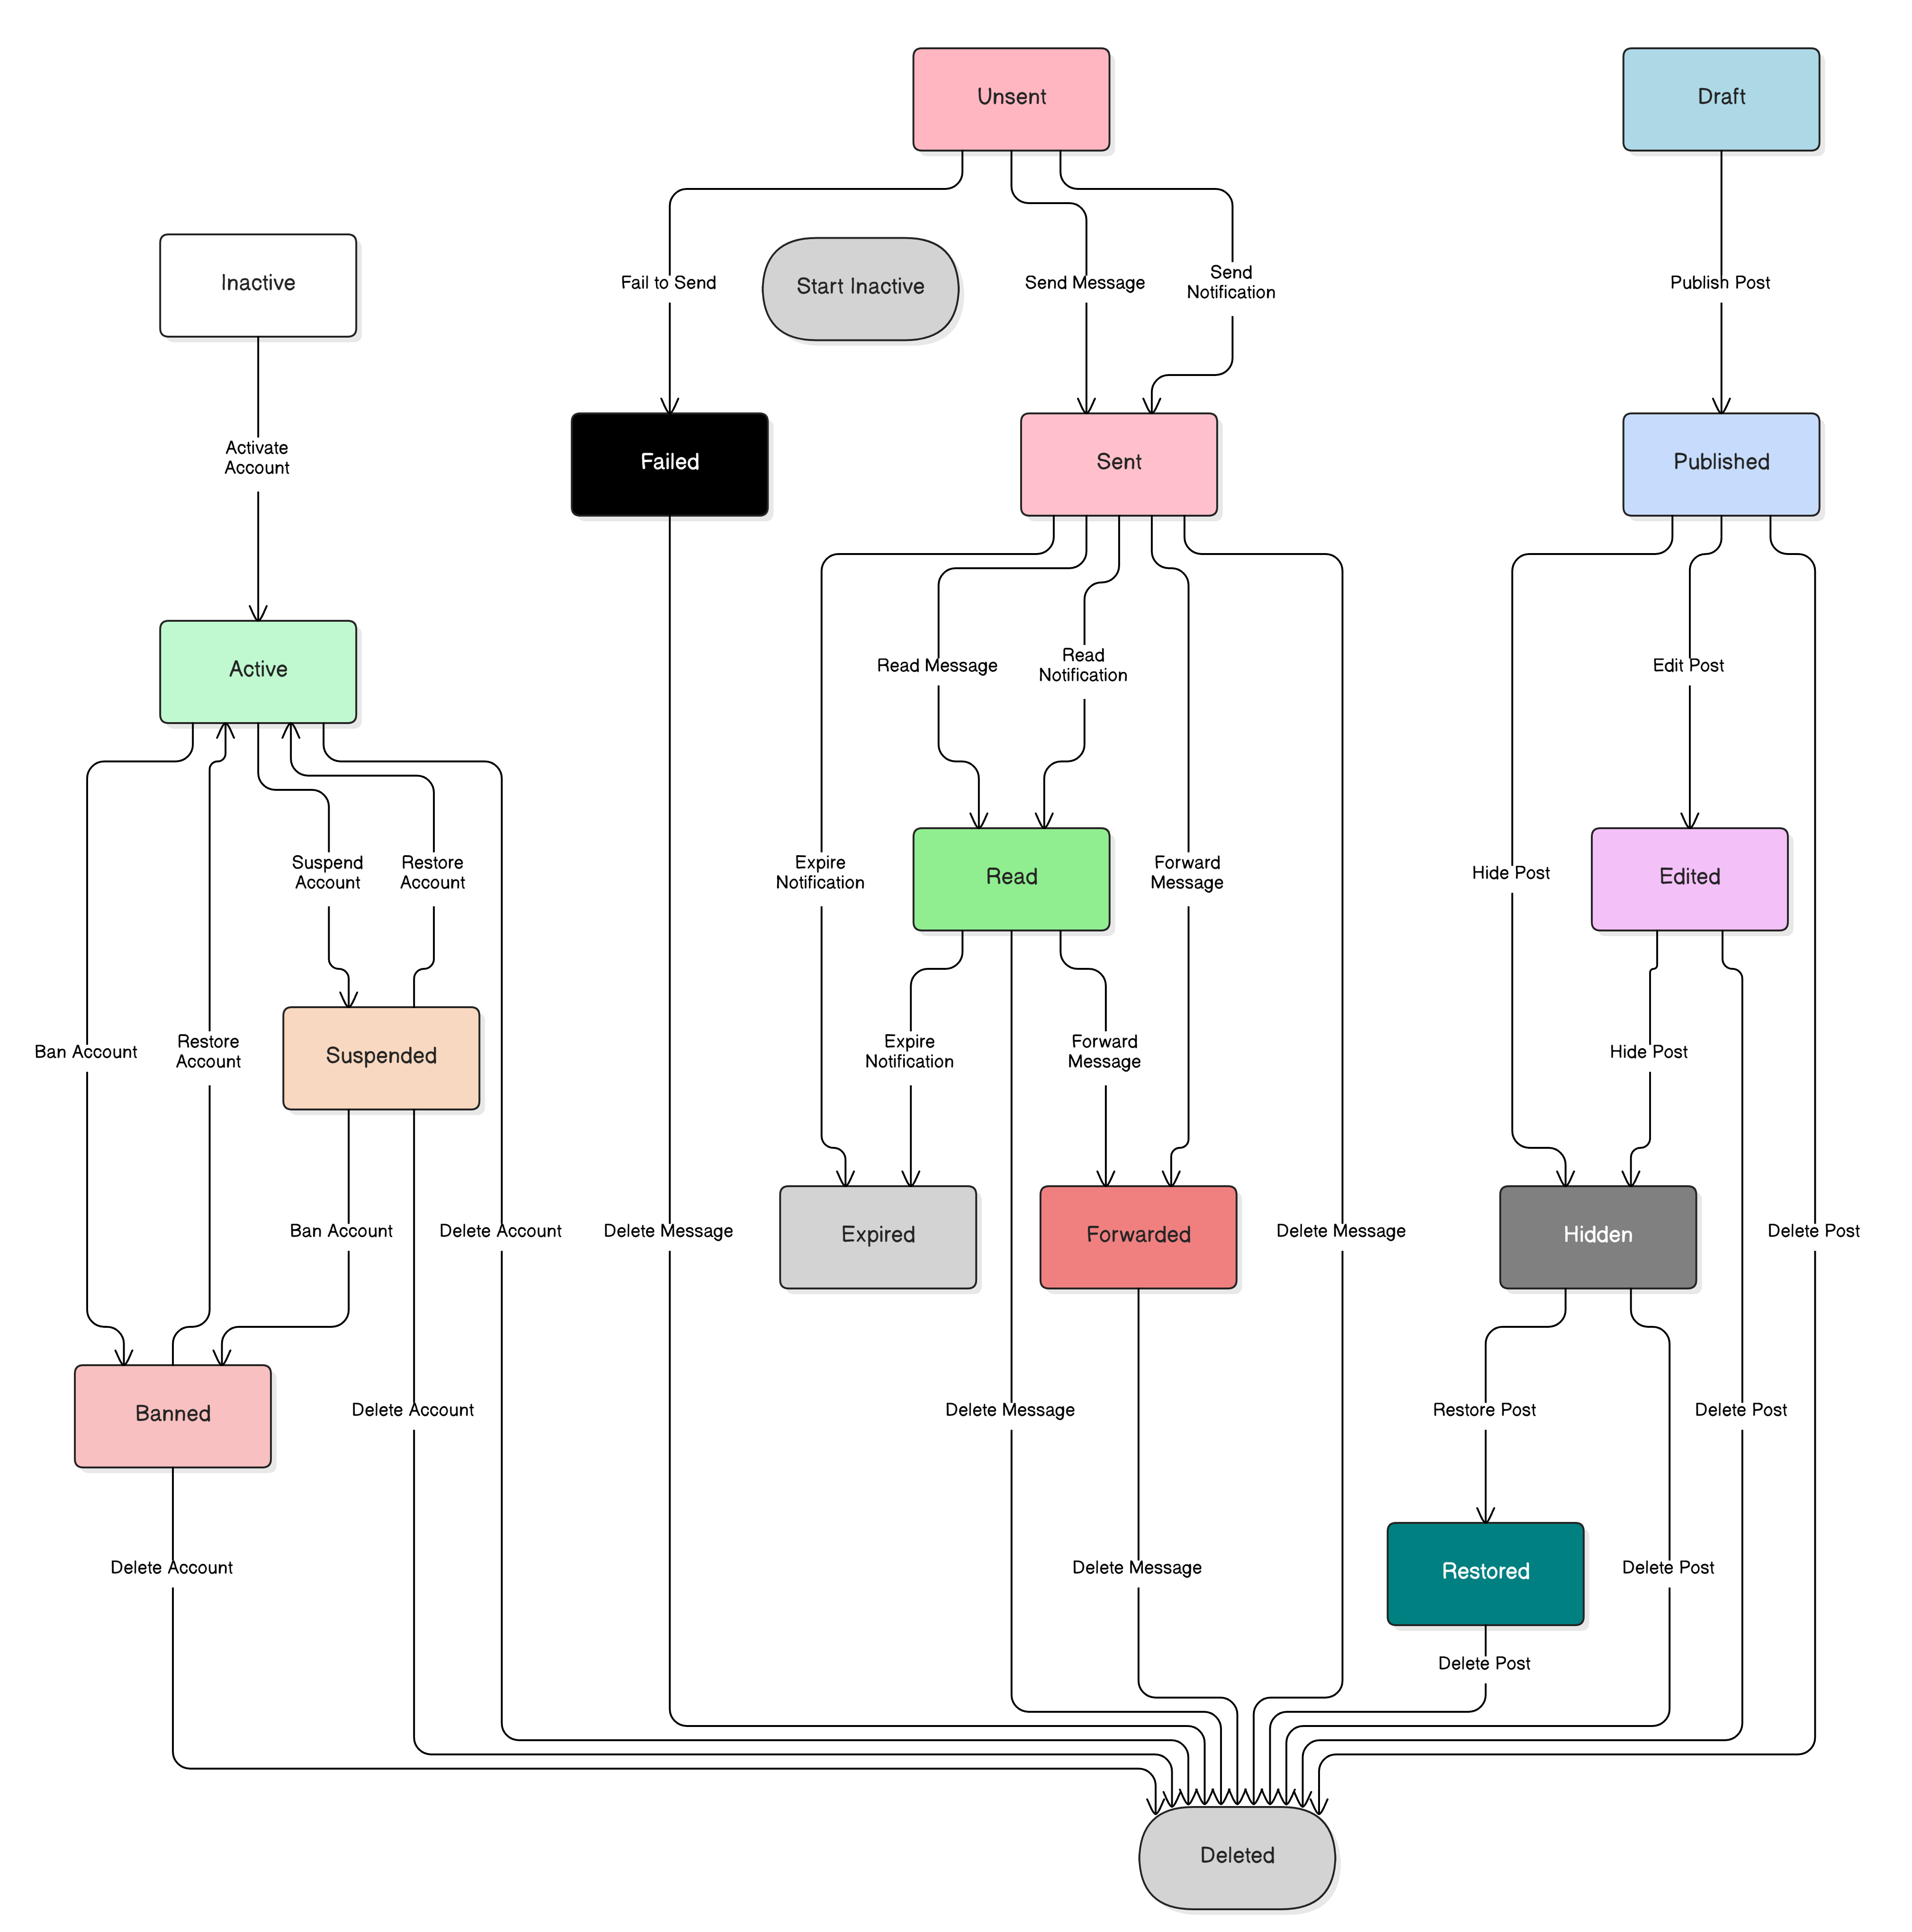 Unsent
Draft
Inactive
Fail to Send
Start Inactive
Send Message
Send
Notification
Publish Post
Activate
Account
Failed
Sent
Published
Active
Read Message
Read
Notification
Edit Post
Suspend
Account
Restore
Account
Expire
Notification
Read
Forward
Message
Hide Post
Edited
Ban Account
Restore
Account
Suspended
Expire
Notification
Forward
Message
Hide Post
Ban Account
Delete Account
Delete Message
Expired
Forwarded
Delete Message
Hidden
Delete Post
Banned
Delete Account
Delete Message
Restore Post
Delete Post
Delete Account
Delete Message
Restored
Delete Post
Delete Post
Deleted